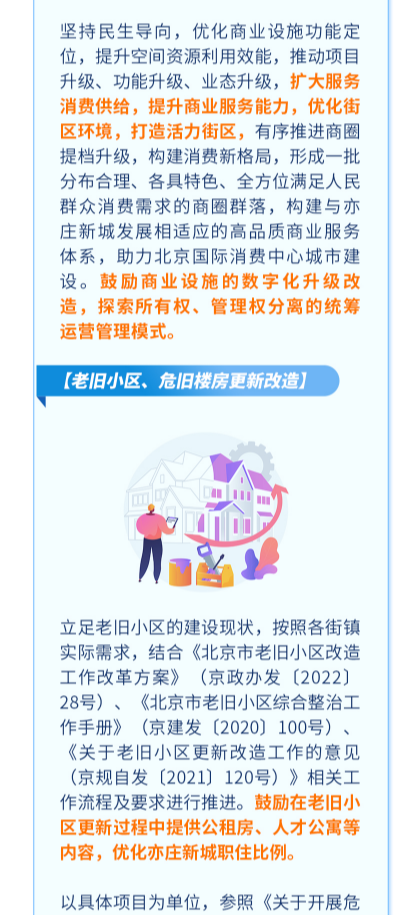 坚持民生导向，优化商业设施功能定
位，提升空间资源利用效能，推动项目
升级、功能升级、业态升级，扩大服务
消费供给，提升商业服务能力，优化街
区环境，打造活力街区，有序推进商圈
提档升级，构建消费新格局，形成一批
分布合理、各具特色、全方位满足人民
群众消费需求的商圈群落，构建与亦
庄新城发展相适应的高品质商业服务
体系，助力北京国际消费中心城市建
设。鼓励商业设施的数字化升级改
造，探索所有权、管理权分离的统筹
运营管理模式。
【老旧小区、危旧楼房更新改造】
立足老旧小区的建设现状，按照各街镇
实际需求，结合《北京市老旧小区改造
工作改革方案》（京政办发〔2022〕
28号）、《北京市老旧小区综合整治工
作手册》（京建发〔2020〕100号）、
《关于老旧小区更新改造工作的意见
（京规自发〔2021〕120号）》相关工
作流程及要求进行推进。鼓励在老旧小
区更新过程中提供公租房、人才公寓等
内容，优化亦庄新城职住比例。
以具体项目为单位，参照《关于开展危